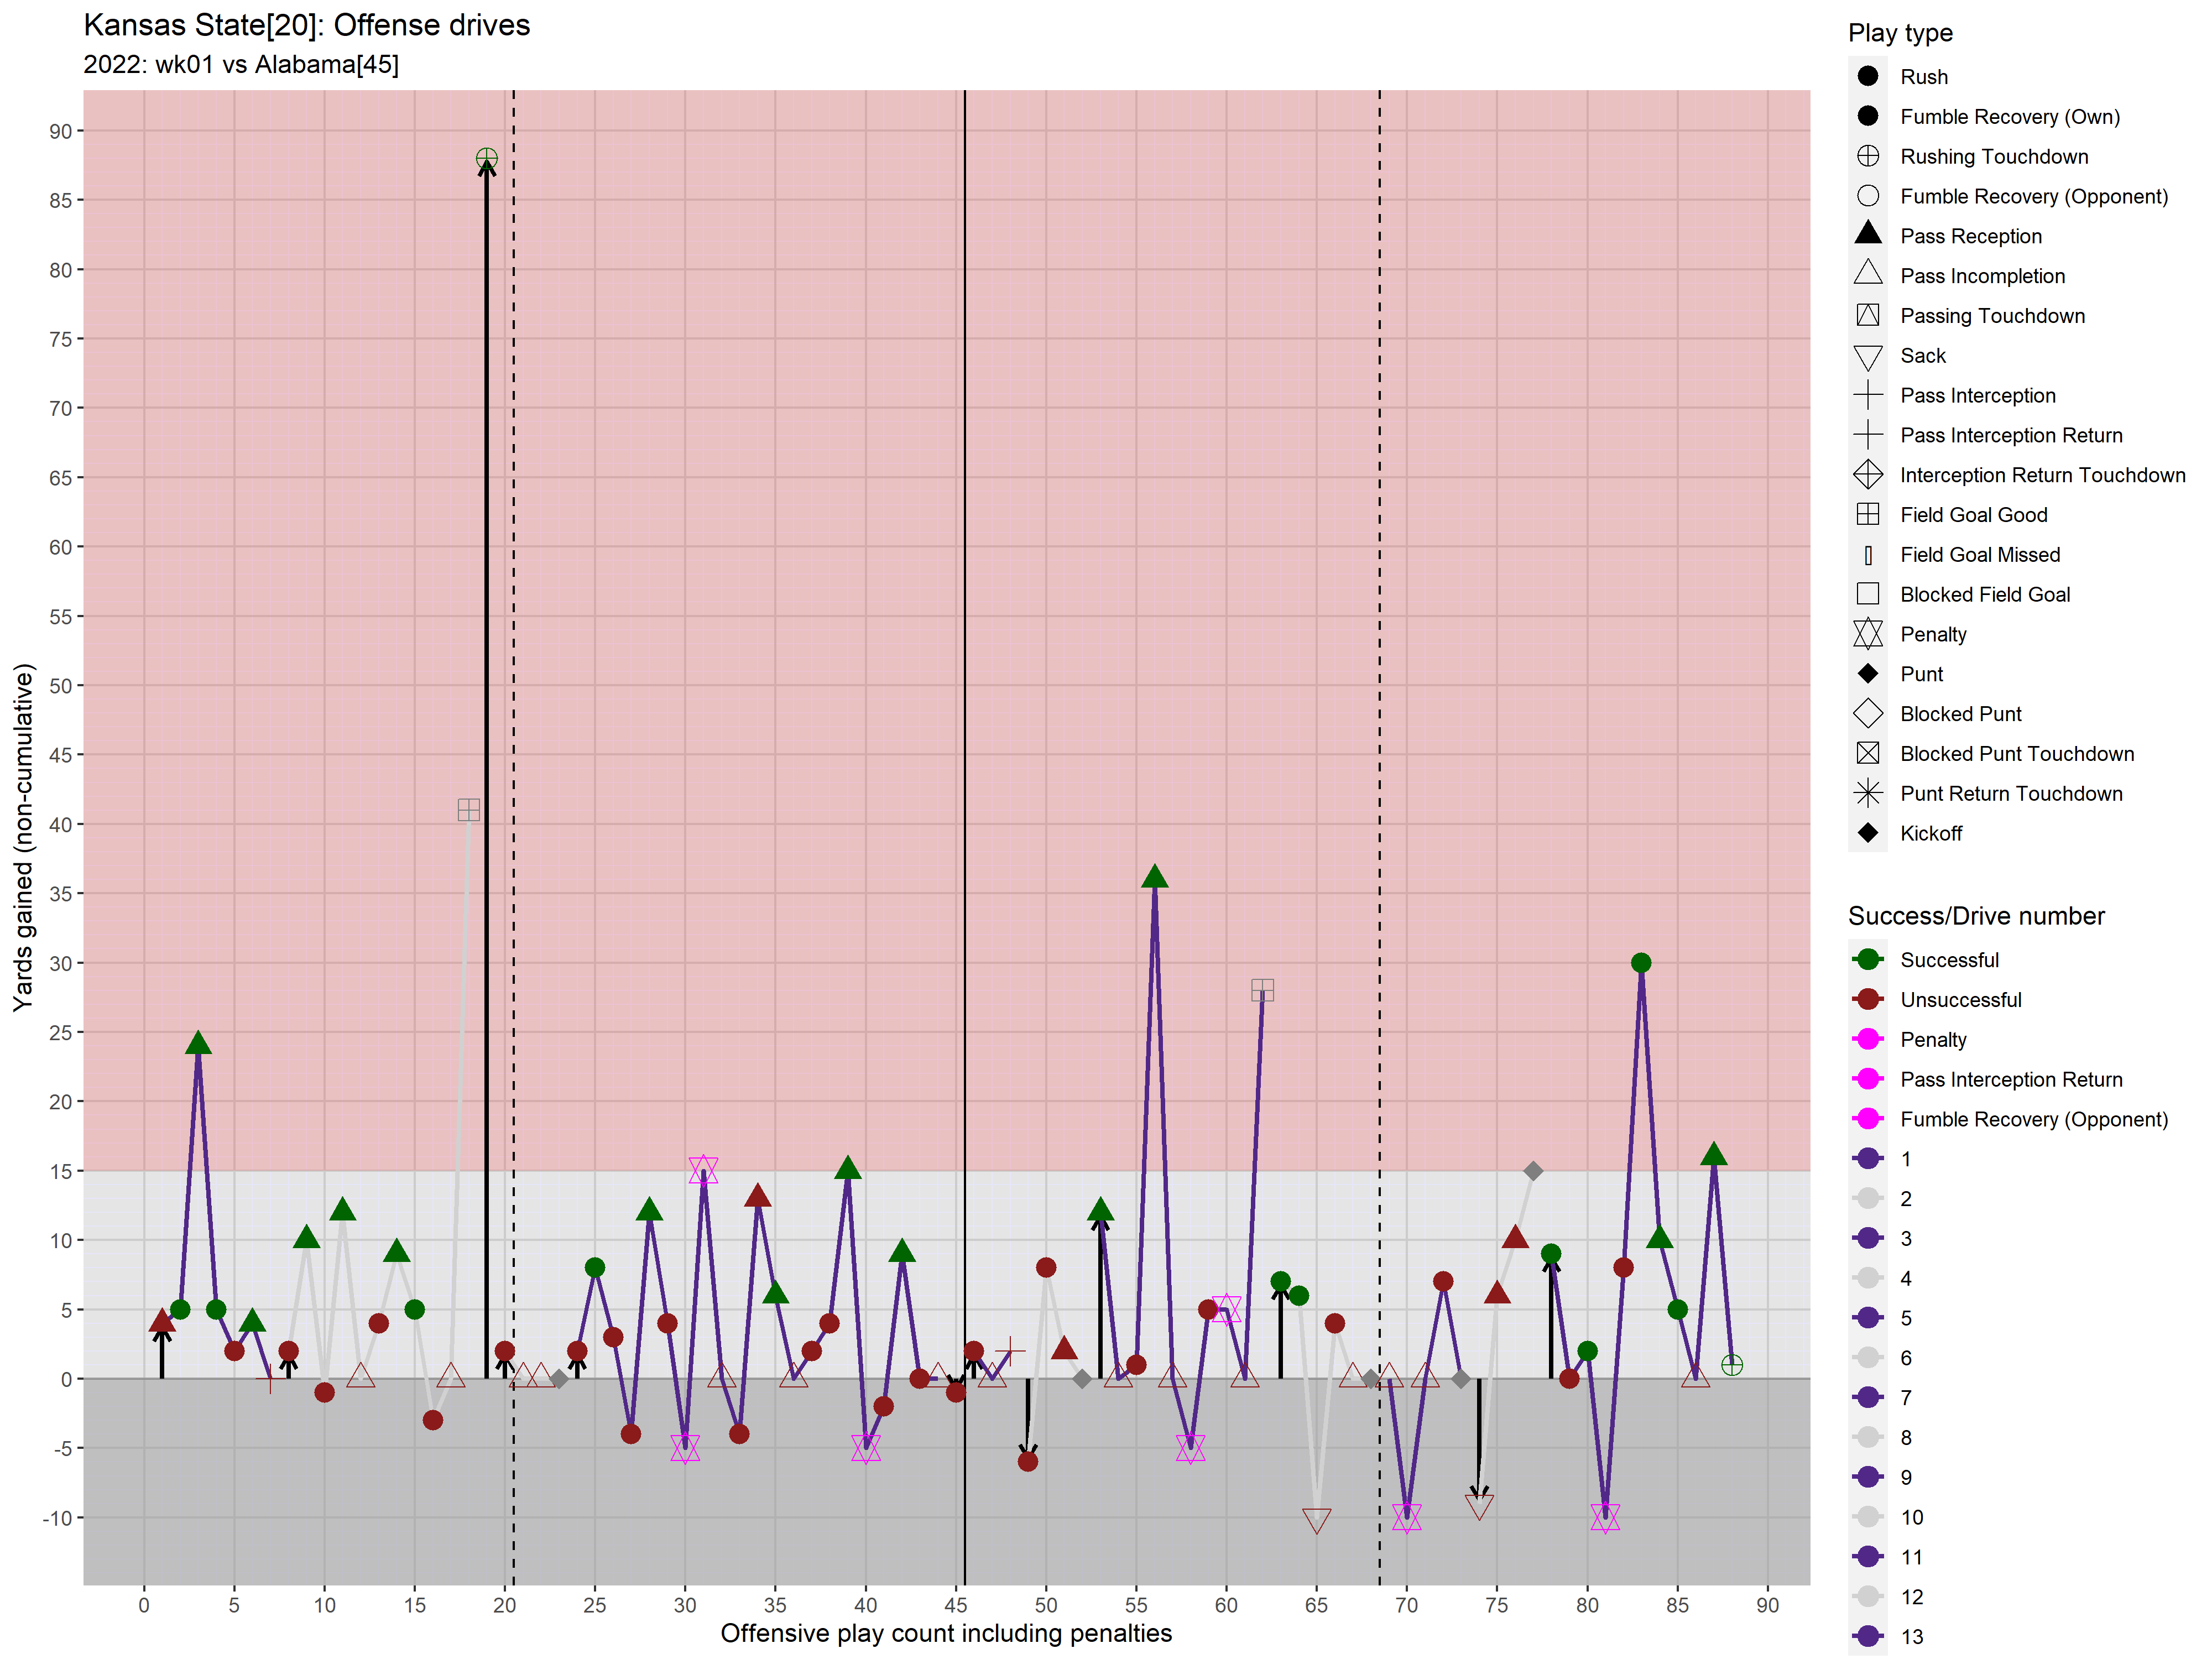 Kansas State[20]: Offense drives
2022: wk01 vs Alabama[45]
Yards gained (non-cumulative)
90
85
80
75
70
65
60
55
50
45
40
35
30
25
20
15
10
5
0
-5
-10
0 5 10 15 20 25 30 35 40 45 50 55 60 65 70 75 80 85 90
Offensive play count including penalties
Play type
Rush
Fumble Recovery (Own)
Rushing Touchdown
Fumble Recovery (Opponent)
Pass Reception
Pass Incompletion
Passing Touchdown
Sack
Pass Interception
Pass Interception Return
Interception Return Touchdown
Field Goal Good
Field Goal Missed
Blocked Field Goal
Penalty
Punt
Blocked Punt
Blocked Punt Touchdown
Punt Return Touchdown
Kickoff
Success/Drive number
Successful
Unsuccessful
Penalty
Pass Interception Return
Fumble Recovery (Opponent)
1
2
3
4
5
6
7
8
9
10
11
12
13